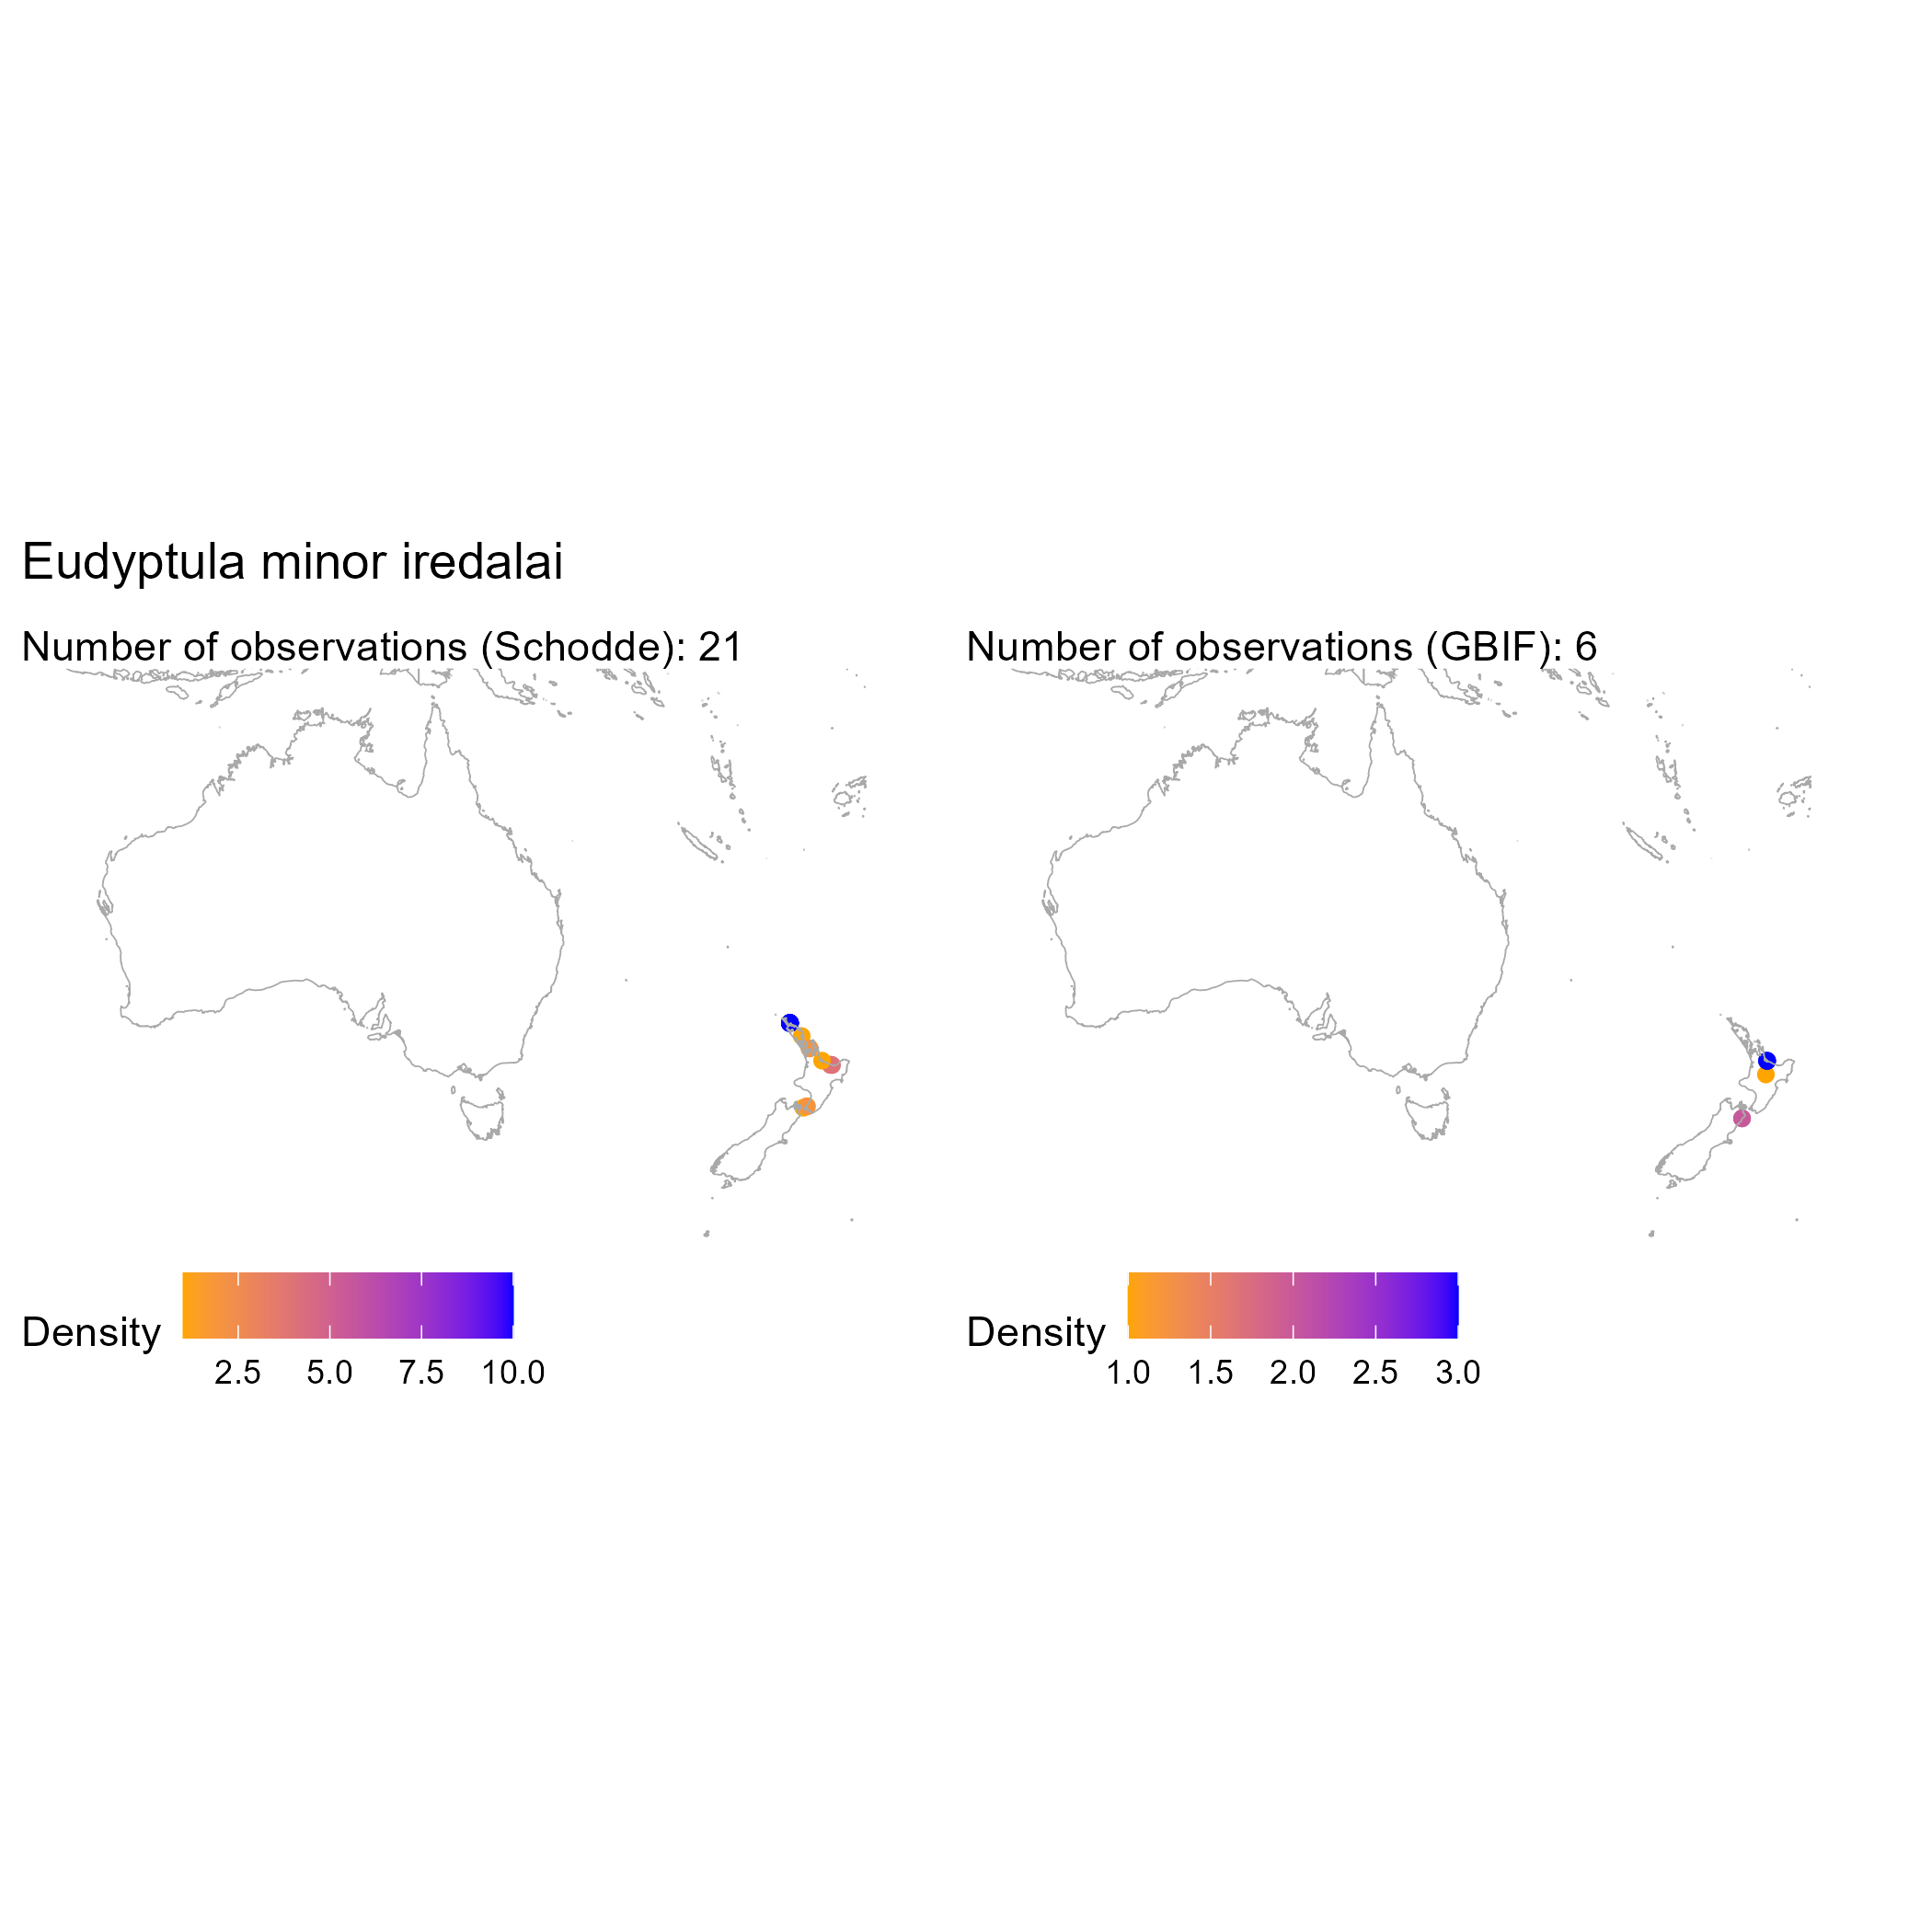 Eudyptula minor iredalai
Number of observations (Schodde): 21
Number of observations (GBIF): 6
Density
2.5 5.0 7.5 10.0
Density
1.0 1.5 2.0 2.5 3.0